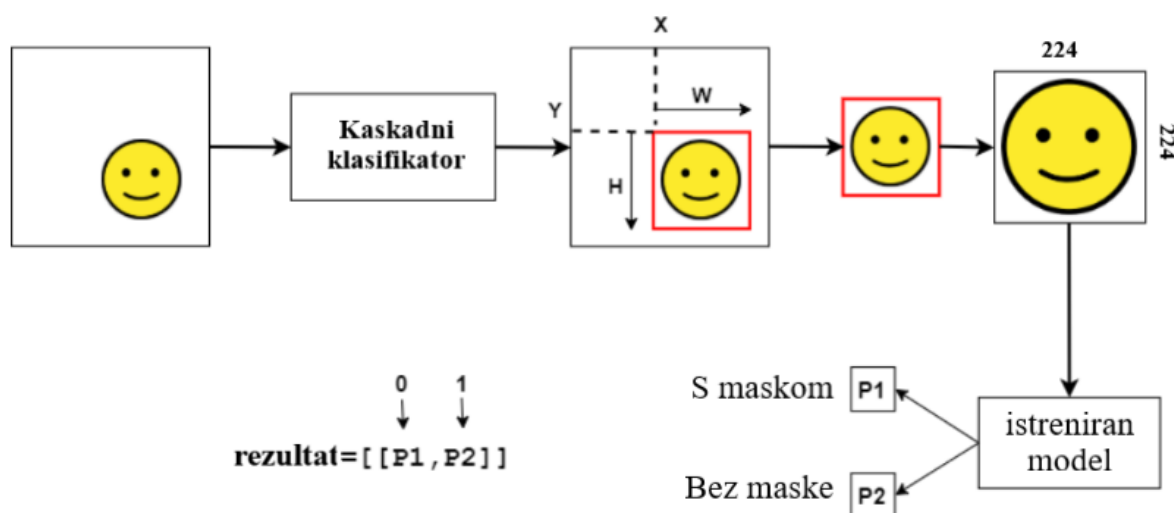 Kaskadni
klasifikator
X
Y
W
H
224
224
0 1
rezultat=[[P1,P2]]
S maskom P1
Bez maske P2
istreniran
model